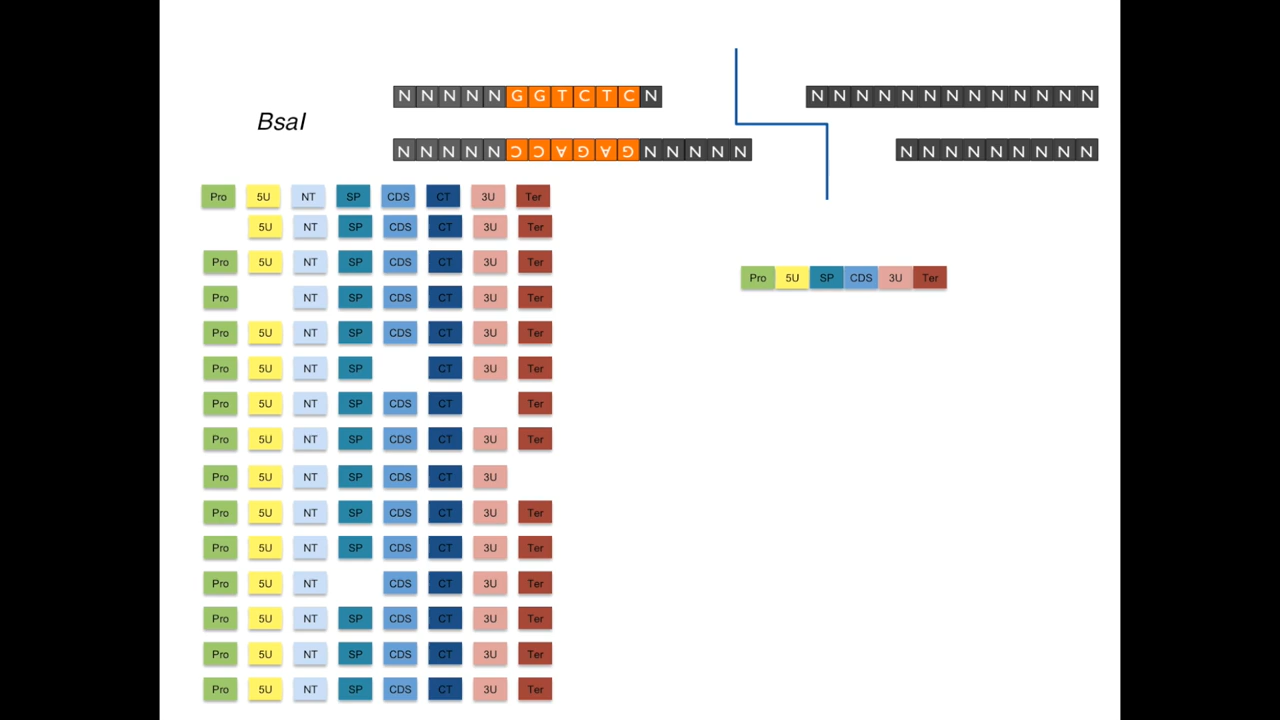 N N N N N G G T C T C N N N N N N N N N N N N N N
BsaI
N N N N N C C A G A G N N N N N N N N N N N N N N
Pro 5U NT SP CDS CT 3U Ter
5U NT SP CDS CT 3U Ter
Pro 5U NT SP CDS CT 3U Ter
Pro 5U SP CDS 3U Ter
Pro NT SP CDS CT 3U Ter
Pro 5U NT SP CDS CT 3U Ter
Pro 5U NT SP CT 3U Ter
Pro 5U NT SP CDS CT Ter
Pro 5U NT SP CDS CT 3U Ter
Pro 5U NT SP CDS CT 3U
Pro 5U NT SP CDS CT 3U Ter
Pro 5U NT SP CDS CT 3U Ter
Pro 5U NT CDS CT 3U Ter
Pro 5U NT SP CDS CT 3U Ter
Pro 5U NT SP CDS CT 3U Ter
Pro 5U NT SP CDS CT 3U Ter